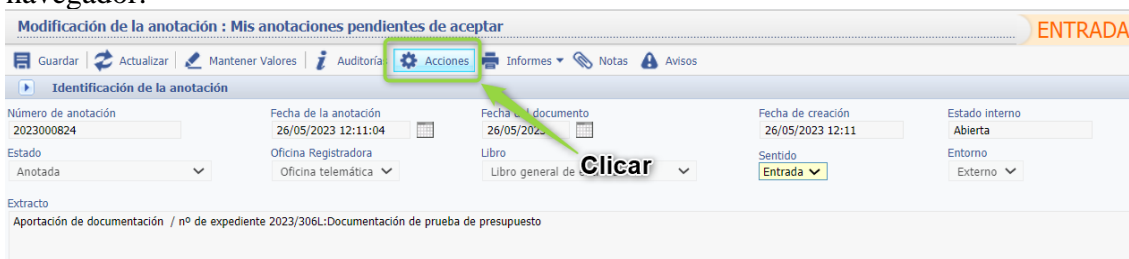 navegador.
Modificación de la anotación : Mis anotaciones pendientes de aceptar
ENTRADA
Guardar Actualizar Mantener Valores Auditorías Acciones Informes Notas Avisos
Identificación de la anotación
Número de anotación Fecha de la anotación Fecha del documento Fecha de creación Estado interno
2023000824 26/05/2023 12:11:04 26/05/2023 26/05/2023 12:11 Abierta
Estado Oficina Registradora Libro Sentido Entorno
Anotada Oficina telemática Libro general de Entrada Externo
Clicar
Extracto
Aportación de documentación / nº de expediente 2023/306L:Documentación de prueba de presupuesto